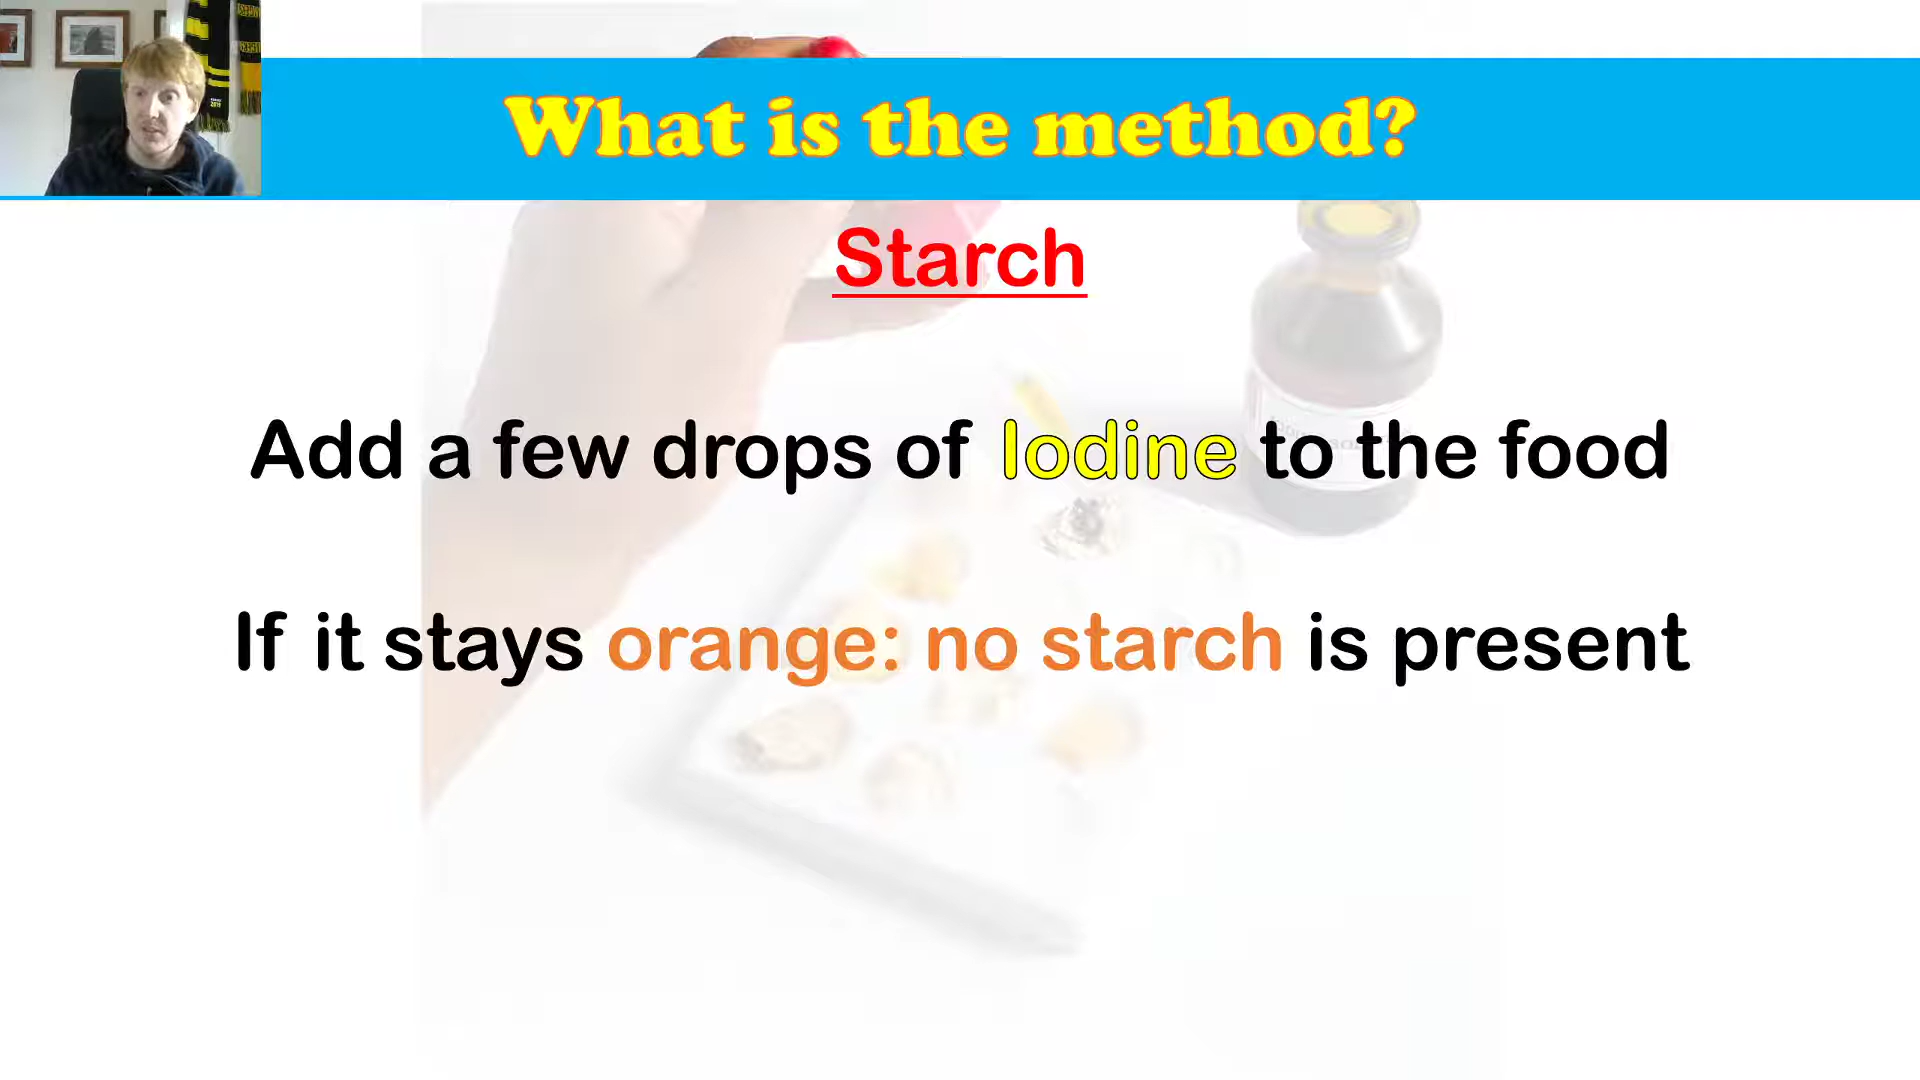 What is the method?
Starch
Add a few drops of Iodine to the food
If it stays orange: no starch is present